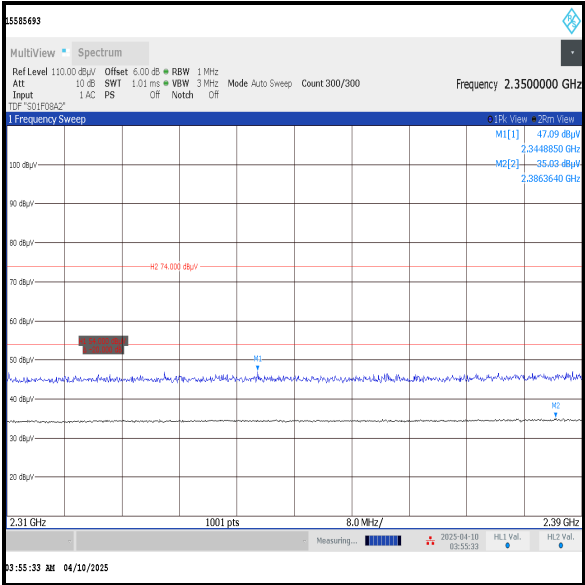 15585693
MultiView Spectrum
Ref Level 110.00 dBµV Offset 6.00 dB RBW 1 MHz
Att 10 dB SWT 1.01 ms VBW 3 MHz Mode Auto Sweep Count 300/300 Frequency 2.3500000 GHz
Input 1 AC PS Off Notch Off
TDF "S01F08A2"
1 Frequency Sweep 1Pk View 2Rm View
M1[1] 47.09 dBµV
2.3448850 GHz
M2[2] 35.03 dBµV
2.3863640 GHz
100 dBµV
90 dBµV
80 dBµV
H2 74.000 dBµV
70 dBµV
60 dBµV
50 dBµV
M1
40 dBµV
M2
30 dBµV
20 dBµV
2.31 GHz 1001 pts 8.0 MHz/ 2.39 GHz
Measuring... 2025-04-10 HL1 Val. HL2 Val.
03:55:33
03:55:33 AM 04/10/2025